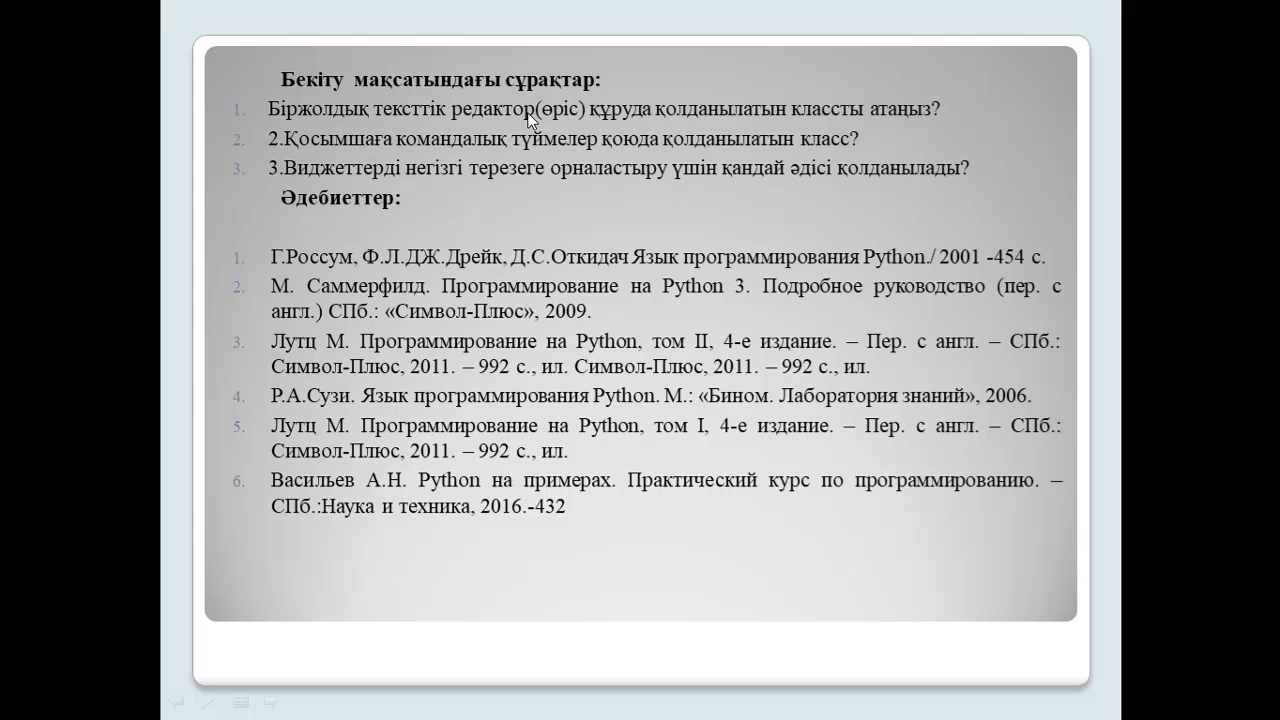 Бекіту мақсатындағы сұрақтар:
1. Біржолдық тексттік редактор(өріс) құруда қолданылатын классты атаңыз?
2. 2.Қосымшаға командалық түймелер қоюда қолданылатын класс?
3. 3.Виджеттерді негізгі терезеге орналастыру үшін қандай әдісі қолданылады?
Әдебиеттер:
1. Г.Россум, Ф.Л.ДЖ.Дрейк, Д.С.Откидач Язык программирования Python./ 2001 -454 с.
2. М. Саммерфилд. Программирование на Python 3. Подробное руководство (пер. с
англ.) СПб.: «Символ-Плюс», 2009.
3. Лутц М. Программирование на Python, том II, 4-е издание. – Пер. с англ. – СПб.:
Символ-Плюс, 2011. – 992 с., ил. Символ-Плюс, 2011. – 992 с., ил.
4. Р.А.Сузи. Язык программирования Python. М.: «Бином. Лаборатория знаний», 2006.
5. Лутц М. Программирование на Python, том I, 4-е издание. – Пер. с англ. – СПб.:
Символ-Плюс, 2011. – 992 с., ил.
6. Васильев А.Н. Python на примерах. Практический курс по программированию. –
СПб.:Наука и техника, 2016.-432